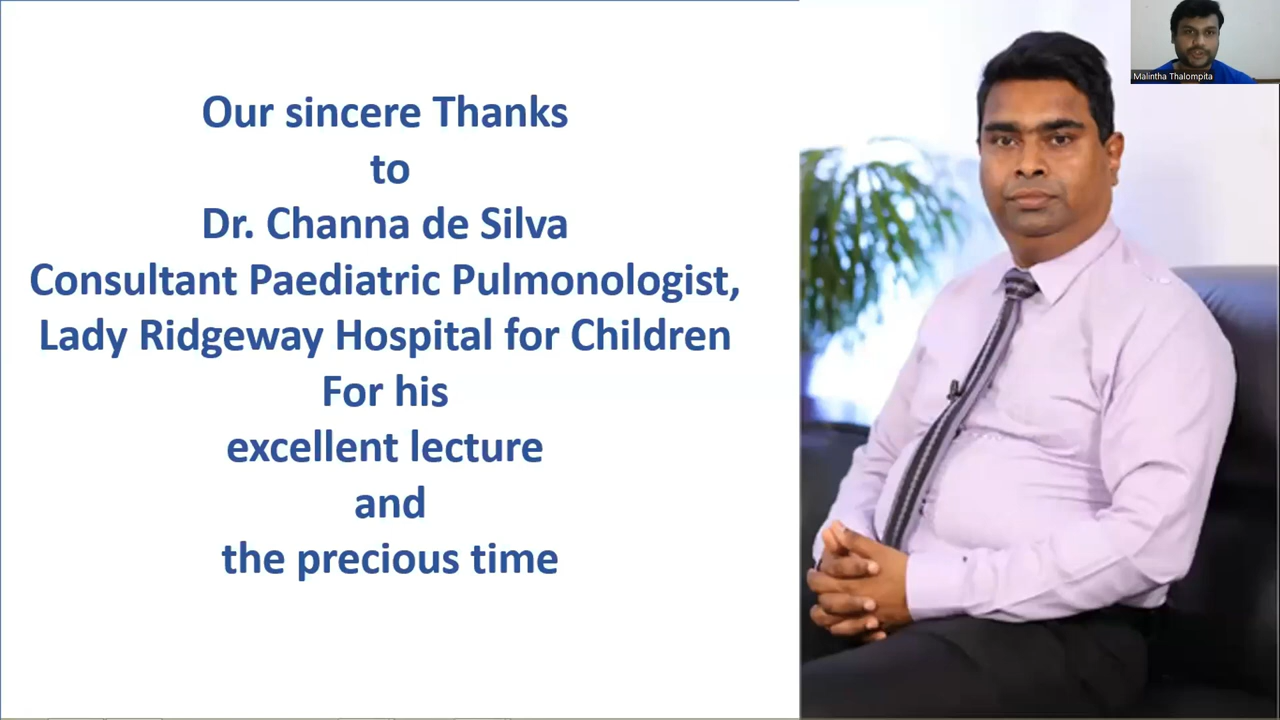 Our sincere Thanks
to
Dr. Channa de Silva
Consultant Paediatric Pulmonologist,
Lady Ridgeway Hospital for Children
For his
excellent lecture
and
the precious time
Malintha Thalompita